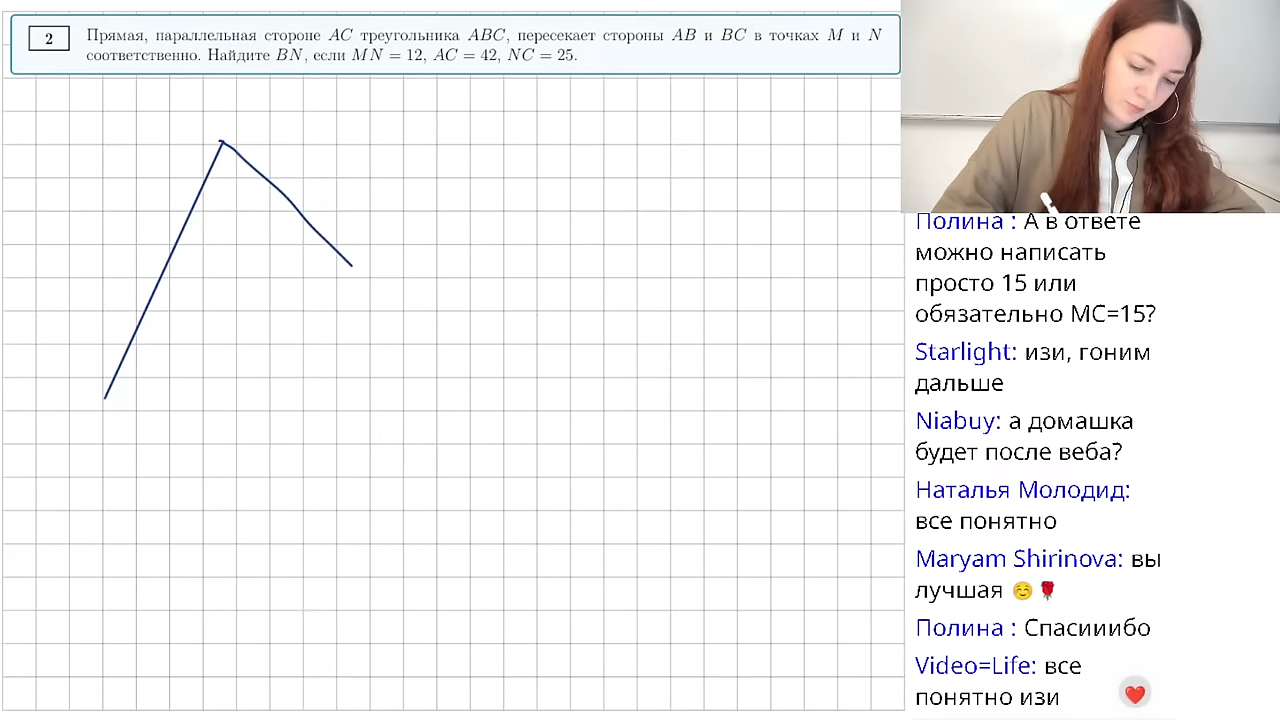 2
Прямая, параллельная стороне AC треугольника ABC, пересекает стороны AB и BC в точках M и N
соответственно. Найдите BN, если MN = 12, AC = 42, NC = 25.
Полина : А в ответе
можно написать
просто 15 или
обязательно МС=15?
Starlight: изи, гоним
дальше
Niabuy: а домашка
будет после веба?
Наталья Молодид:
все понятно
Maryam Shirinova: вы
лучшая ☺️🌹
Полина : Спасииибо
Video=Life: все
понятно изи